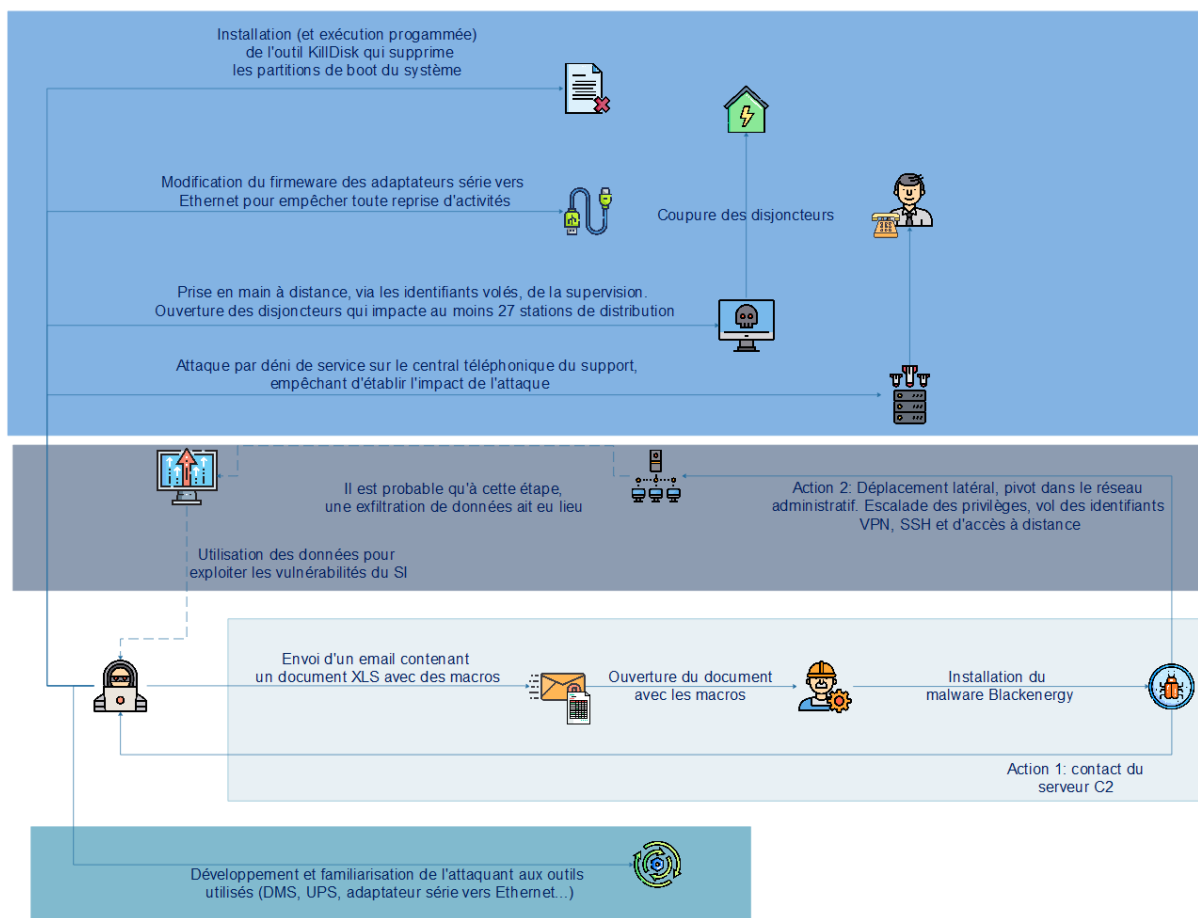 Installation (et exécution progammée)
de l'outil KillDisk qui supprime
les partitions de boot du système
Modification du firmeware des adaptateurs série vers
Ethernet pour empêcher toute reprise d'activités
Coupure des disjoncteurs
Prise en main à distance, via les identifiants volés, de la supervision.
Ouverture des disjoncteurs qui impacte au moins 27 stations de distribution
Attaque par déni de service sur le central téléphonique du support,
empêchant d'établir l'impact de l'attaque
Il est probable qu'à cette étape,
une exfiltration de données ait eu lieu
Action 2: Déplacement latéral, pivot dans le réseau
administratif. Escalade des privilèges, vol des identifiants
VPN, SSH et d'accès à distance
Utilisation des données pour
exploiter les vulnérabilités du SI
Envoi d'un email contenant
un document XLS avec des macros
Ouverture du document
avec les macros
Installation du
malware Blackenergy
Action 1: contact du
serveur C2
Développement et familiarisation de l'attaquant aux outils
utilisés (DMS, UPS, adaptateur série vers Ethernet...)